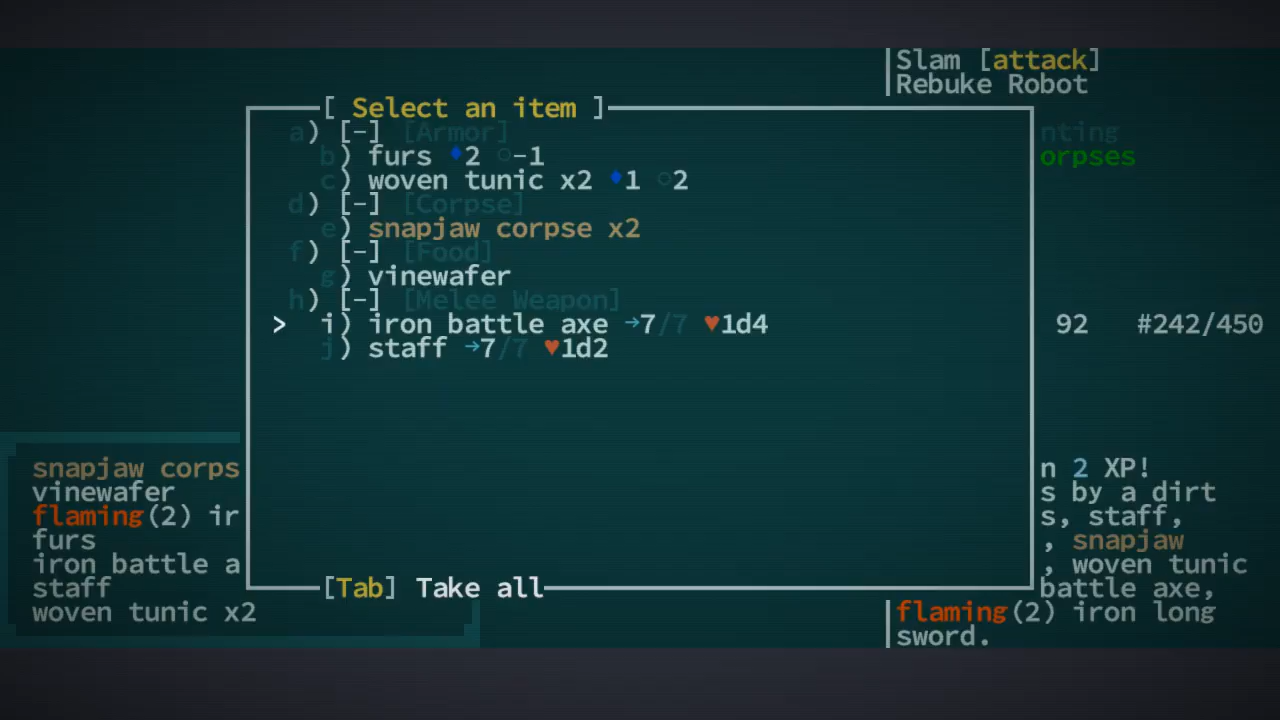 Slam [attack]
Rebuke Robot
[ Select an item ]
a) [-] [Armor]
b) furs ♦2 ○-1
c) woven tunic x2 ♦1 ○2
d) [-] [Corpse]
e) snapjaw corpse x2
f) [-] [Food]
g) vinewafer
h) [-] [Melee Weapon]
> i) iron battle axe →7/7 ♥1d4
j) staff →7/7 ♥1d2
[Tab] Take all
nting
orpses
92 #242/450
snapjaw corps
vinewafer
flaming(2) ir
furs
iron battle a
staff
woven tunic x2
n 2 XP!
s by a dirt
s, staff,
, snapjaw
, woven tunic
battle axe,
flaming(2) iron long
sword.